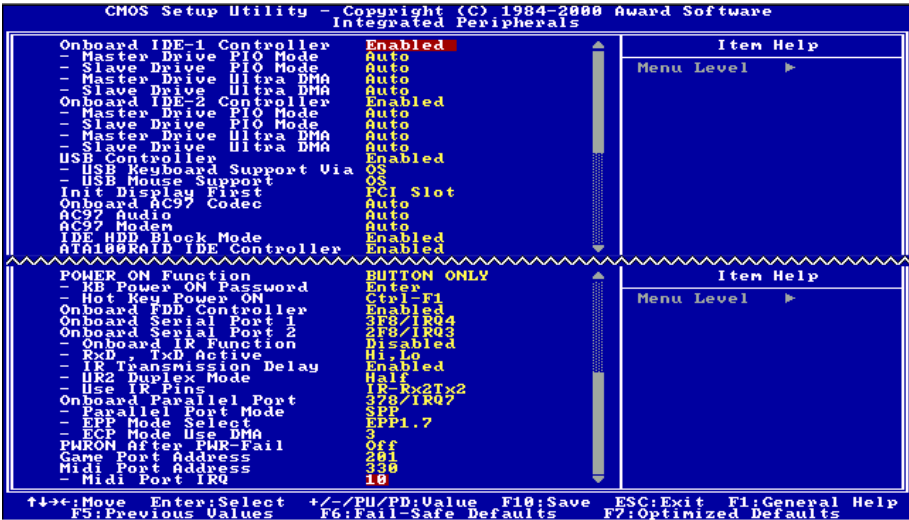 CMOS Setup Utility - Copyright (C) 1984-2000 Award Software
Integrated Peripherals
Onboard IDE-1 Controller Enabled
- Master Drive PIO Mode Auto
- Slave Drive PIO Mode Auto
- Master Drive Ultra DMA Auto
- Slave Drive Ultra DMA Auto
Onboard IDE-2 Controller Enabled
- Master Drive PIO Mode Auto
- Slave Drive PIO Mode Auto
- Master Drive Ultra DMA Auto
- Slave Drive Ultra DMA Auto
USB Controller Enabled
- USB Keyboard Support Via OS
- USB Mouse Support OS
Init Display First PCI Slot
Onboard AC97 Codec Auto
AC97 Audio Auto
AC97 Modem Auto
IDE HDD Block Mode Enabled
ATA100RAID IDE Controller Enabled
Item Help
Menu Level ►
POWER ON Function BUTTON ONLY
- KB Power ON Password Enter
- Hot Key Power ON Ctrl-F1
Onboard FDD Controller Enabled
Onboard Serial Port 1 3F8/IRQ4
Onboard Serial Port 2 2F8/IRQ3
- Onboard IR Function Disabled
- RxD , TxD Active Hi,Lo
- IR Transmission Delay Enabled
- UR2 Duplex Mode Half
- Use IR Pins IR-Rx2Tx2
Onboard Parallel Port 378/IRQ7
- Parallel Port Mode SPP
- EPP Mode Select EPP1.7
- ECP Mode Use DMA 3
PWRON After PWR-Fail Off
Game Port Address 201
Midi Port Address 330
- Midi Port IRQ 10
Item Help
Menu Level ►
↑↓→←:Move Enter:Select +/-/PU/PD:Value F10:Save ESC:Exit F1:General Help
F5:Previous Values F6:Fail-Safe Defaults F7:Optimized Defaults